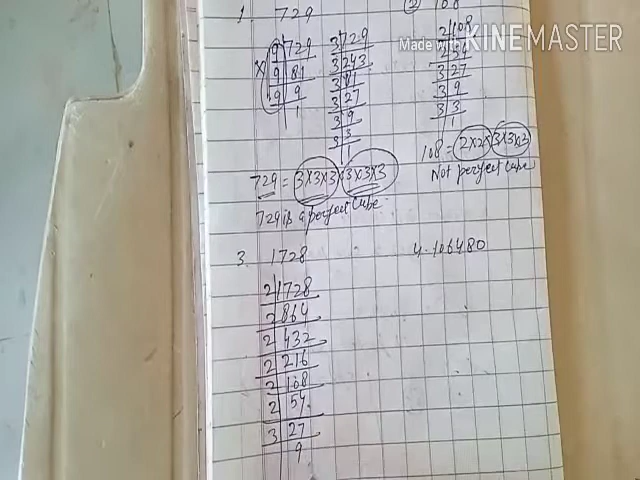 1. 729
② 108
9 | 729
9 | 81
9 | 9
1
3 | 729
3 | 243
3 | 81
3 | 27
3 | 9
3 | 3
1
2 | 108
2 | 54
3 | 27
3 | 9
3 | 3
1
Made with KINEMASTER
729 = 3×3×3×3×3×3
729 is a perfect cube
108 = 2×2×3×3×3
Not perfect cube
3. 1728
4. 106480
2 | 1728
2 | 864
2 | 432
2 | 216
2 | 108
2 | 54
3 | 27
9